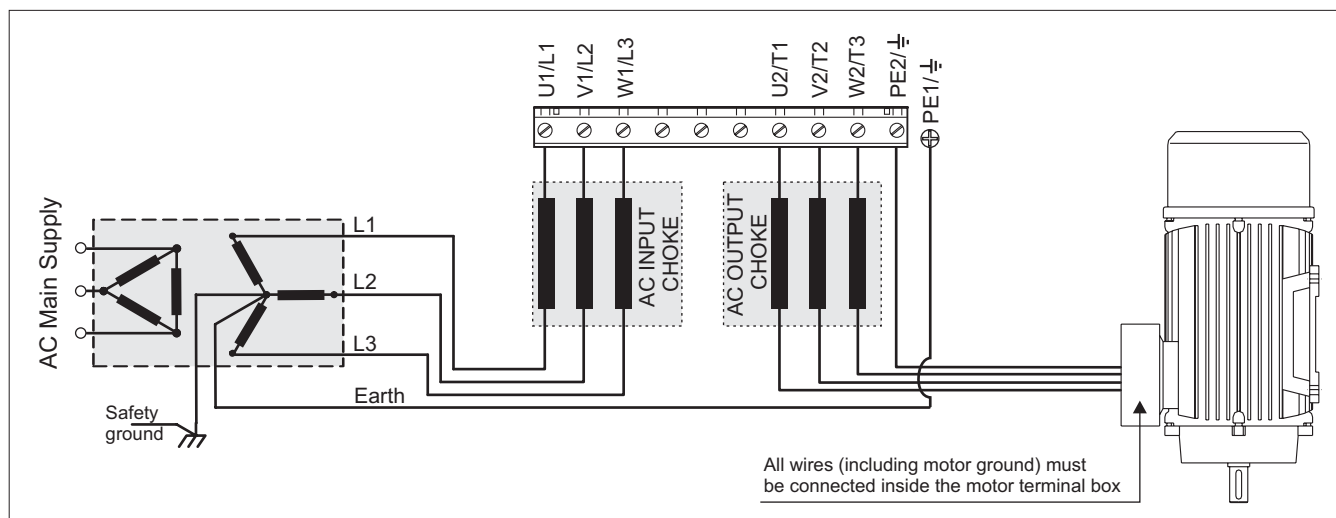 U1/L1
V1/L2
W1/L3
U2/T1
V2/T2
W2/T3
PE2/⏚
PE1/⏚
AC Main Supply
L1
L2
L3
Earth
Safety
ground
AC INPUT
CHOKE
AC OUTPUT
CHOKE
All wires (including motor ground) must
be connected inside the motor terminal box